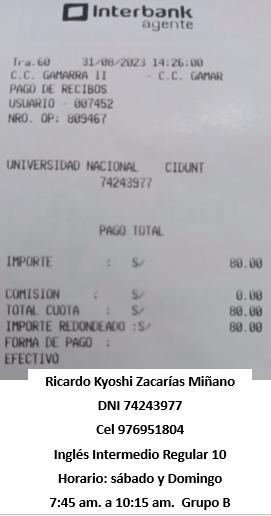 Interbank
agente
Tra.60 31/08/2023 14:26:00
C.C. GAMARRA II - C.C. GAMAR
PAGO DE RECIBOS
USUARIO - 007452
NRO. OP: 809467
UNIVERSIDAD NACIONAL CIDUNT
74243977
PAGO TOTAL
IMPORTE : S/ 80.00
COMISION : S/ 0.00
TOTAL CUOTA : S/ 80.00
IMPORTE REDONDEADO :S/ 80.00
FORMA DE PAGO :
EFECTIVO
Ricardo Kyoshi Zacarías Miñano
DNI 74243977
Cel 976951804
Inglés Intermedio Regular 10
Horario: sábado y Domingo
7:45 am. a 10:15 am. Grupo B